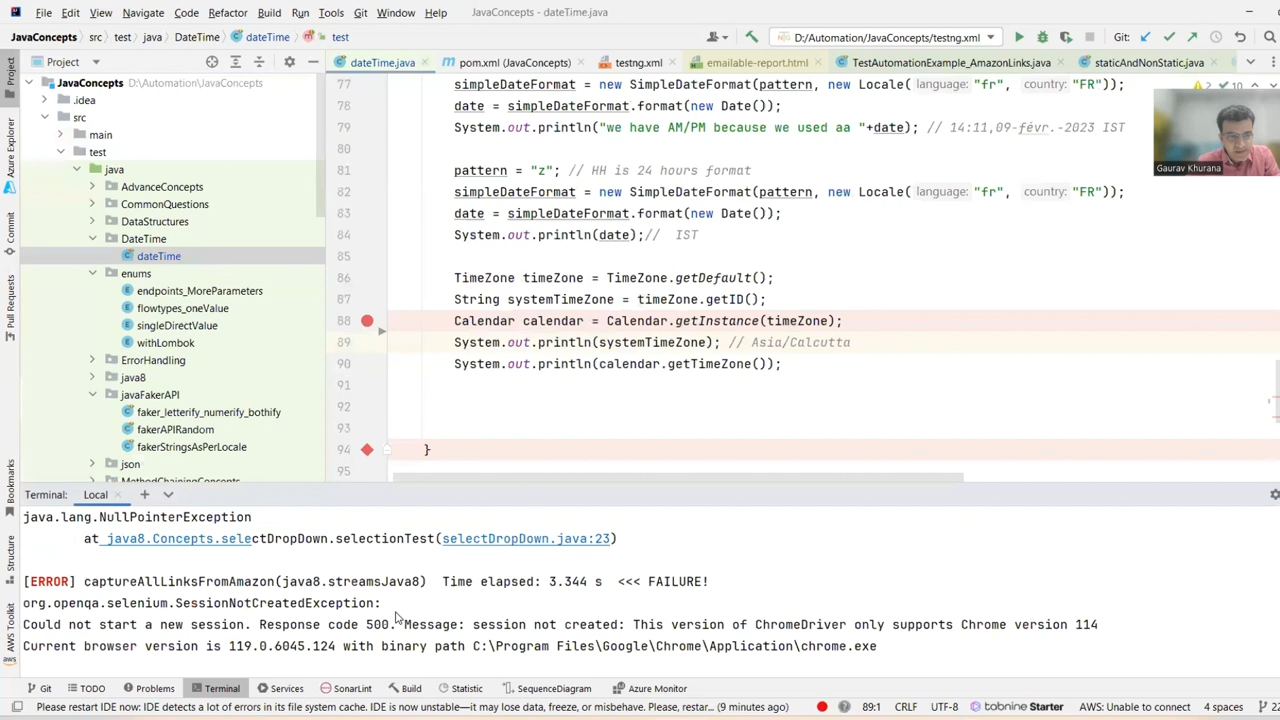 File Edit View Navigate Code Refactor Build Run Tools Git Window Help JavaConcepts - dateTime.java
JavaConcepts src test java DateTime dateTime test D:/Automation/JavaConcepts/testng.xml Git:
Project dateTime.java pom.xml (JavaConcepts) testng.xml emailable-report.html TestAutomationExample_AmazonLinks.java staticAndNonStatic.java
JavaConcepts D:\Automation\JavaConcepts
.idea
src
main
test
java
AdvanceConcepts
CommonQuestions
DataStructures
DateTime
dateTime
enums
endpoints_MoreParameters
flowtypes_oneValue
singleDirectValue
withLombok
ErrorHandling
java8
javaFakerAPI
faker_letterify_numerify_bothify
fakerAPIRandom
fakerStringsAsPerLocale
json
MethodChainingConcepts
Project
Azure Explorer
Commit
Pull Requests
Bookmarks
Structure
AWS Toolkit
2 10
77 simpleDateFormat = new SimpleDateFormat(pattern, new Locale( language: "fr", country: "FR"));
78 date = simpleDateFormat.format(new Date());
79 System.out.println("we have AM/PM because we used aa "+date); // 14:11,09-févr.-2023 IST
80
81 pattern = "z"; // HH is 24 hours format
82 simpleDateFormat = new SimpleDateFormat(pattern, new Locale( language: "fr", country: "FR"));
83 date = simpleDateFormat.format(new Date());
84 System.out.println(date);// IST
85
86 TimeZone timeZone = TimeZone.getDefault();
87 String systemTimeZone = timeZone.getID();
88 Calendar calendar = Calendar.getInstance(timeZone);
89 System.out.println(systemTimeZone); // Asia/Calcutta
90 System.out.println(calendar.getTimeZone());
91
92
93
94 }
95
Gaurav Khurana
Terminal: Local
java.lang.NullPointerException
at java8.Concepts.selectDropDown.selectionTest(selectDropDown.java:23)
[ERROR] captureAllLinksFromAmazon(java8.streamsJava8) Time elapsed: 3.344 s <<< FAILURE!
org.openqa.selenium.SessionNotCreatedException:
Could not start a new session. Response code 500. Message: session not created: This version of ChromeDriver only supports Chrome version 114
Current browser version is 119.0.6045.124 with binary path C:\Program Files\Google\Chrome\Application\chrome.exe
Git TODO Problems Terminal Services SonarLint Build Statistic SequenceDiagram Azure Monitor
Please restart IDE now: IDE detects a lot of errors in its file system cache. IDE is now unstable—it may lose data, freeze, or misbehave. Please, restar... (9 minutes ago) 89:1 CRLF UTF-8 tabnine Starter AWS: Unable to connect 4 spaces 22